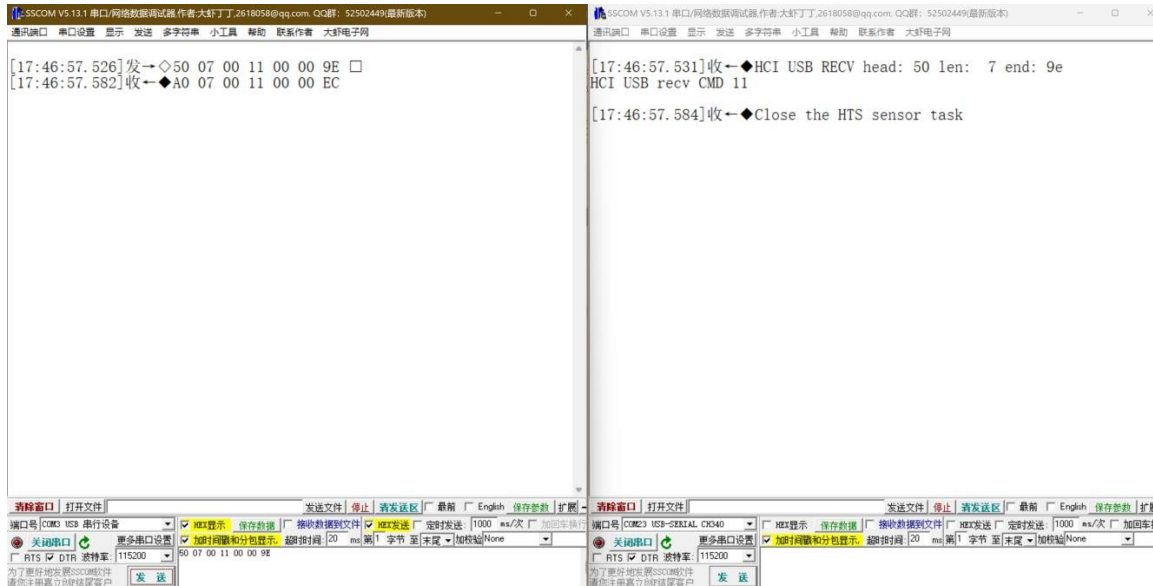 SSCOM V5.13.1 串口/网络数据调试器,作者:大虾丁丁,2618058@qq.com. QQ群: 52502449(最新版本)
通讯端口 串口设置 显示 发送 多字符串 小工具 帮助 联系作者 大虾电子网
[17:46:57.526]发→◇50 07 00 11 00 00 9E □
[17:46:57.582]收←◆A0 07 00 11 00 00 EC
清除窗口 打开文件 发送文件 停止 清发送区 最前 English 保存参数 扩展 -
端口号 COM3 USB 串行设备 HEX显示 保存数据 接收数据到文件 HEX发送 定时发送: 1000 ms/次 加回车换行
关闭串口 更多串口设置 加时间戳和分包显示. 超时时间: 20 ms 第1 字节 至 末尾 加校验 None
RTS DTR 波特率: 115200 50 07 00 11 00 00 9E
为了更好地发展SSCOM软件
请您注册嘉立创结尾客户
发 送
SSCOM V5.13.1 串口/网络数据调试器,作者:大虾丁丁,2618058@qq.com. QQ群: 52502449(最新版本)
通讯端口 串口设置 显示 发送 多字符串 小工具 帮助 联系作者 大虾电子网
[17:46:57.531]收←◆HCI USB RECV head: 50 len: 7 end: 9e
HCI USB recv CMD 11
[17:46:57.584]收←◆Close the HTS sensor task
清除窗口 打开文件 发送文件 停止 清发送区 最前 English 保存参数
端口号 COM23 USB-SERIAL CH340 HEX显示 保存数据 接收数据到文件 HEX发送 定时发送: 1000 ms/次 加回车
关闭串口 更多串口设置 加时间戳和分包显示. 超时时间: 20 ms 第1 字节 至 末尾 加校验 None
RTS DTR 波特率: 115200
为了更好地发展SSCOM软件
请您注册嘉立创结尾客户
发 送